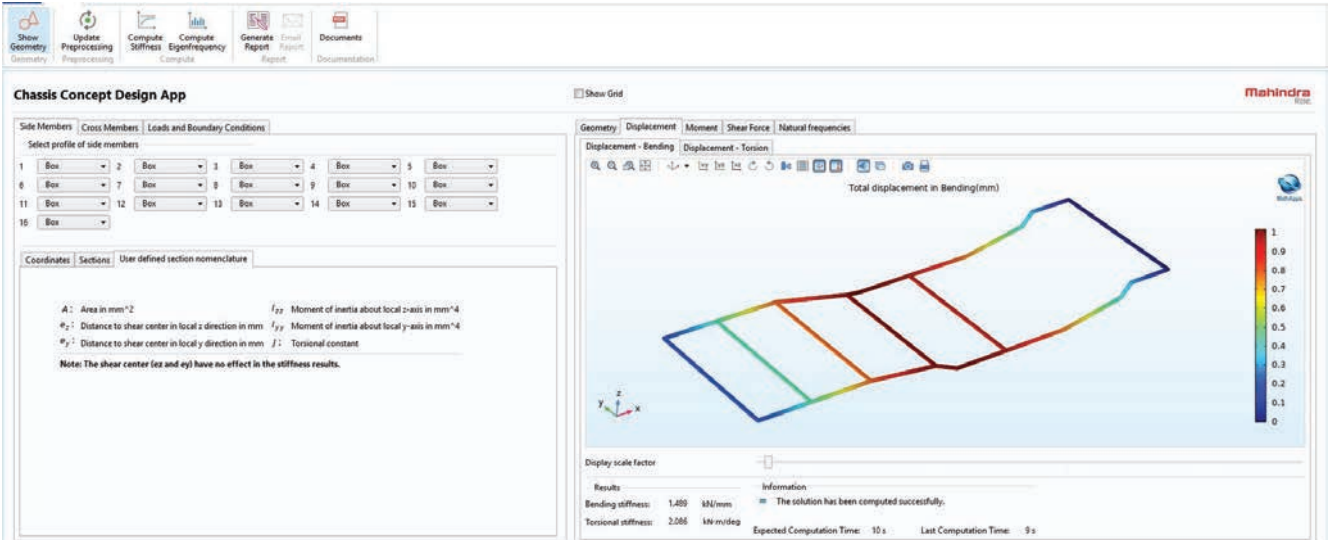 Show Geometry
Update Preprocessing
Compute Stiffness
Compute Eigenfrequency
Generate Report
Email Report
Documents
Geometry
Preprocessing
Compute
Report
Documentation
Chassis Concept Design App
Show Grid
Mahindra
Rise.
Side Members Cross Members Loads and Boundary Conditions
Select profile of side members
1 Box 2 Box 3 Box 4 Box 5 Box
6 Box 7 Box 8 Box 9 Box 10 Box
11 Box 12 Box 13 Box 14 Box 15 Box
16 Box
Coordinates Sections User defined section nomenclature
A: Area in mm^2 Izz Moment of inertia about local z-axis in mm^4
ez: Distance to shear center in local z direction in mm Iyy Moment of inertia about local y-axis in mm^4
ey: Distance to shear center in local y direction in mm J: Torsional constant
Note: The shear center (ez and ey) have no effect in the stiffness results.
Geometry Displacement Moment Shear Force Natural frequencies
Displacement - Bending Displacement - Torsion
Total displacement in Bending(mm)
1
0.9
0.8
0.7
0.6
0.5
0.4
0.3
0.2
0.1
0
y z x
Display scale factor
Results
Bending stiffness: 1.489 kN/mm
Torsional stiffness: 2.086 kN·m/deg
Information
The solution has been computed successfully.
Expected Computation Time: 10 s Last Computation Time: 9 s